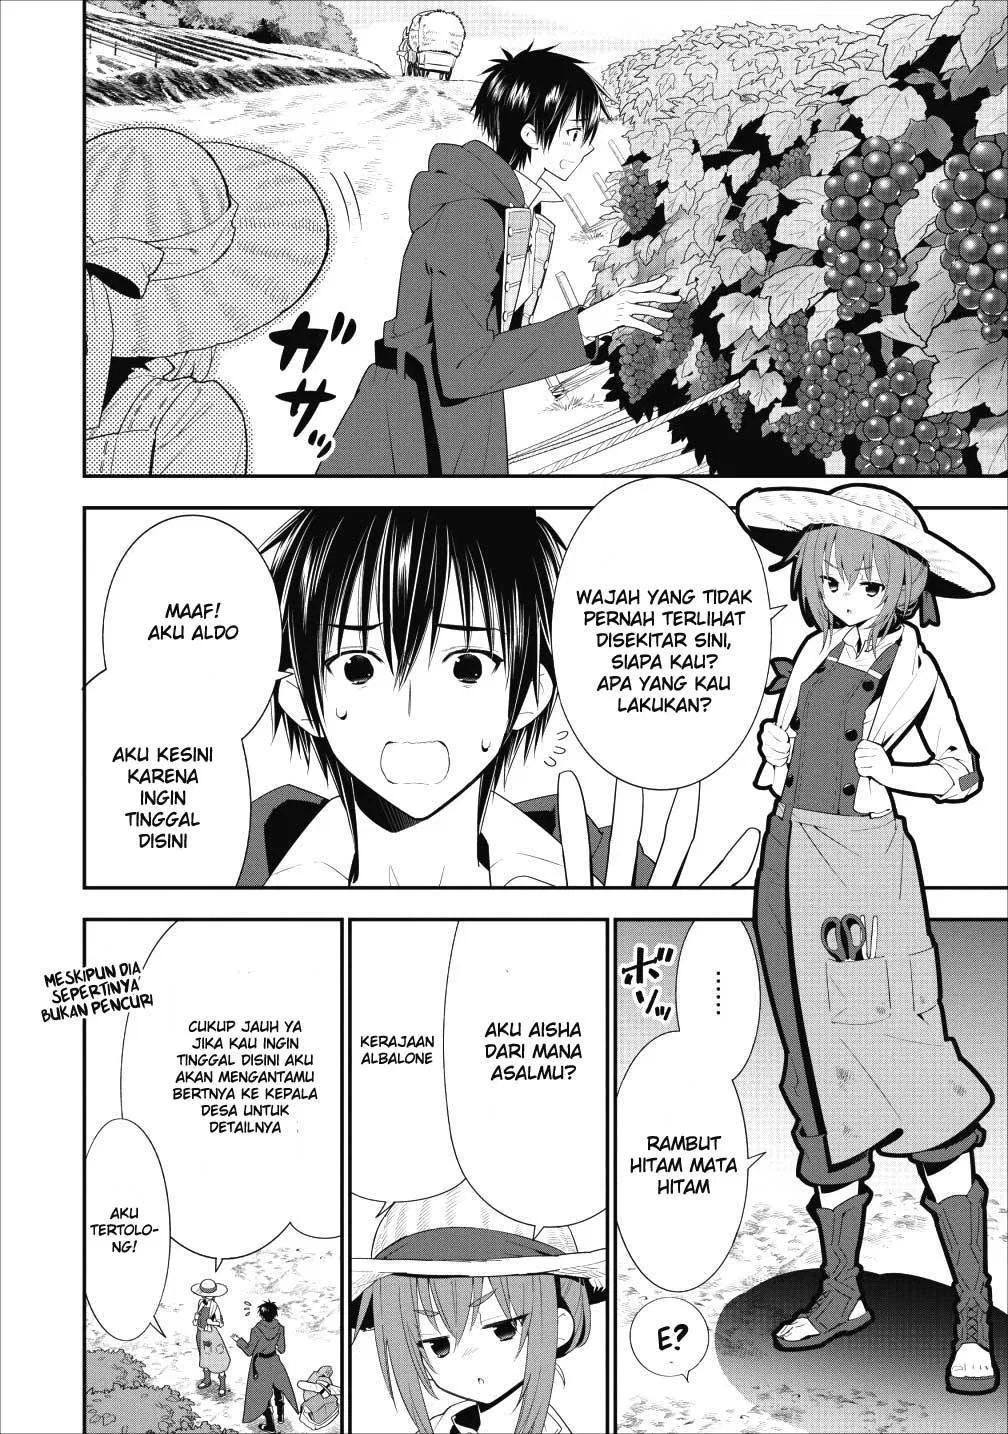 ガサッ
WAJAH YANG TIDAK
PERNAH TERLIHAT
DISEKITAR SINI,
SIAPA KAU?
APA YANG KAU
LAKUKAN?
MAAF!
AKU ALDO
AKU KESINI
KARENA
INGIN
TINGGAL
DISINI
.......
ボソッ
RAMBUT
HITAM MATA
HITAM
E?
AKU AISHA
DARI MANA
ASALMU?
KERAJAAN
ALBALONE
CUKUP JAUH YA
JIKA KAU INGIN
TINGGAL DISINI AKU
AKAN MENGANTAMU
BERTNYA KE KEPALA
DESA UNTUK
DETAILNYA
MESKIPUN DIA
SEPERTINYA
BUKAN PENCURI
AKU
TERTOLO-
NG!